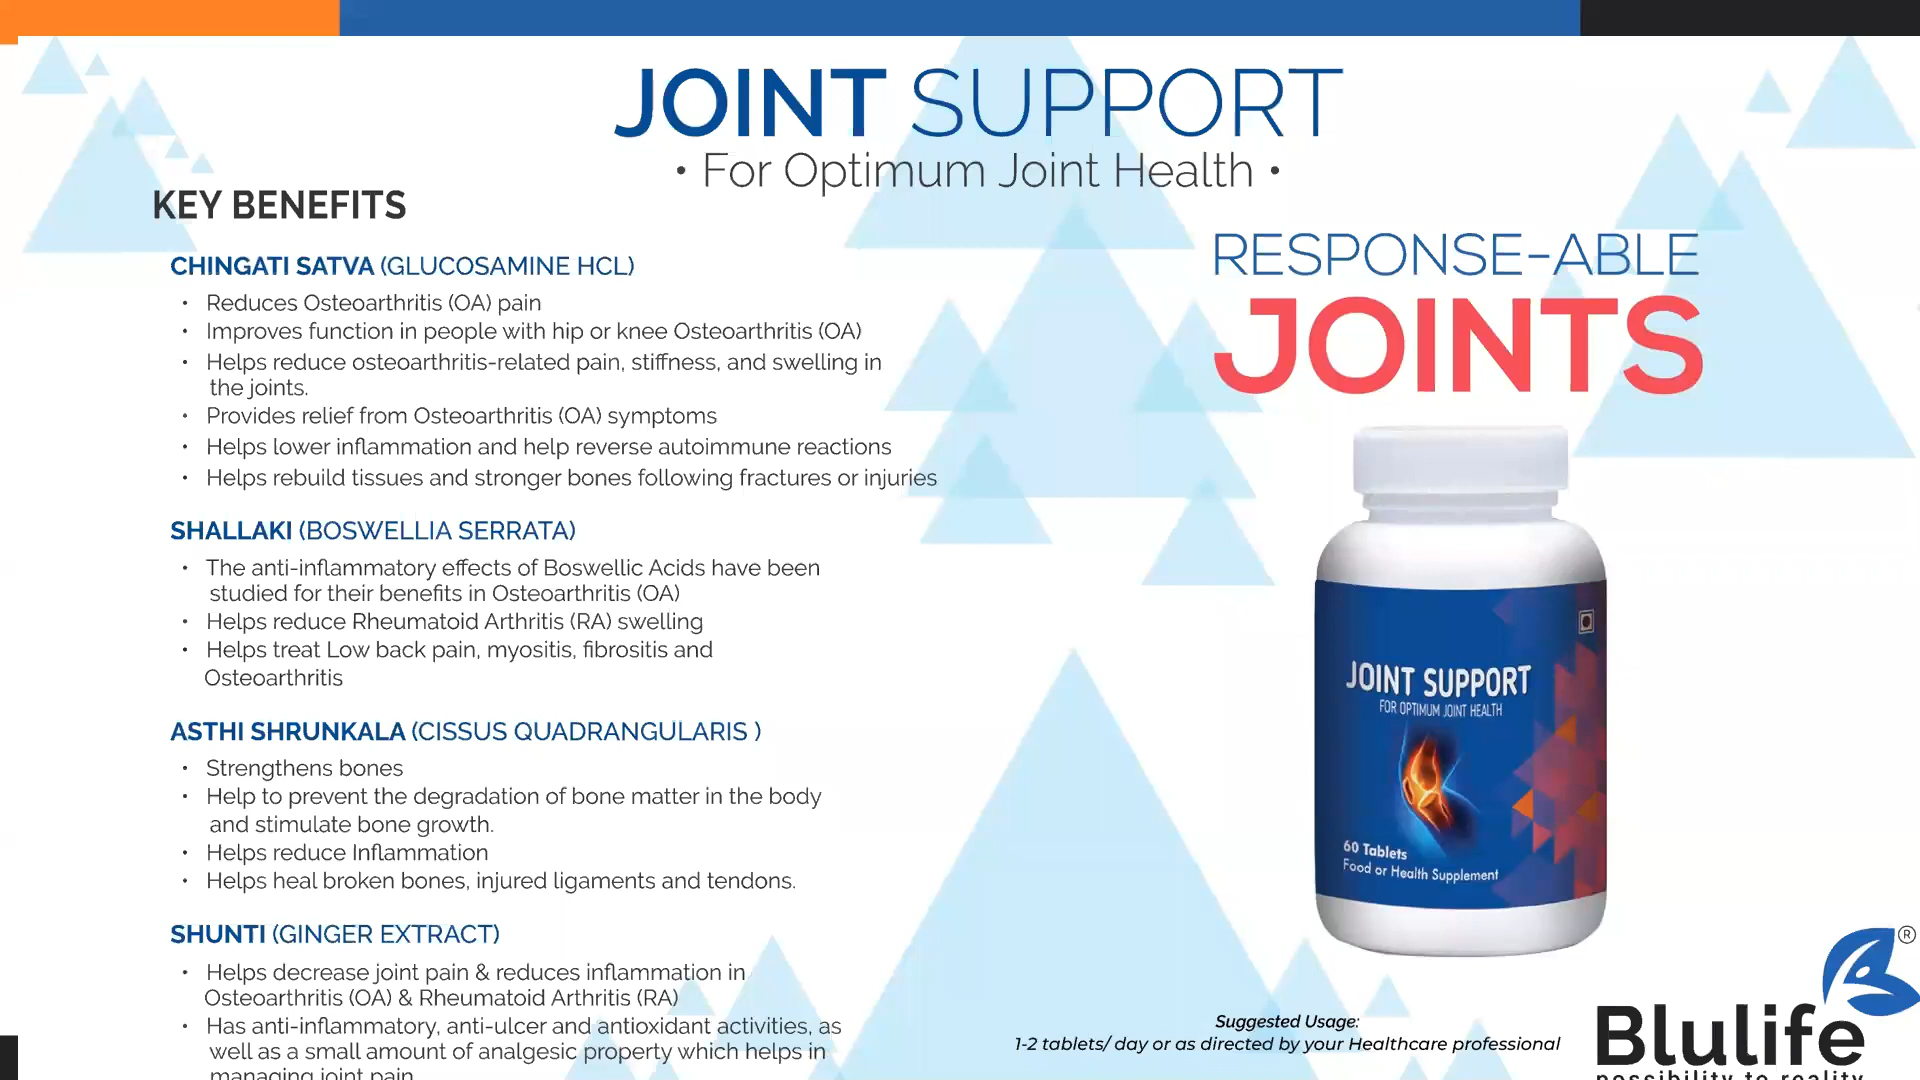 JOINT SUPPORT
• For Optimum Joint Health •
KEY BENEFITS
CHINGATI SATVA (GLUCOSAMINE HCL)
• Reduces Osteoarthritis (OA) pain
• Improves function in people with hip or knee Osteoarthritis (OA)
• Helps reduce osteoarthritis-related pain, stiffness, and swelling in
the joints.
• Provides relief from Osteoarthritis (OA) symptoms
• Helps lower inflammation and help reverse autoimmune reactions
• Helps rebuild tissues and stronger bones following fractures or injuries
SHALLAKI (BOSWELLIA SERRATA)
• The anti-inflammatory effects of Boswellic Acids have been
studied for their benefits in Osteoarthritis (OA)
• Helps reduce Rheumatoid Arthritis (RA) swelling
• Helps treat Low back pain, myositis, fibrositis and
Osteoarthritis
ASTHI SHRUNKALA (CISSUS QUADRANGULARIS )
• Strengthens bones
• Help to prevent the degradation of bone matter in the body
and stimulate bone growth.
• Helps reduce Inflammation
• Helps heal broken bones, injured ligaments and tendons.
SHUNTI (GINGER EXTRACT)
• Helps decrease joint pain & reduces inflammation in
Osteoarthritis (OA) & Rheumatoid Arthritis (RA)
• Has anti-inflammatory, anti-ulcer and antioxidant activities, as
well as a small amount of analgesic property which helps in
managing joint pain
RESPONSE-ABLE
JOINTS
JOINT SUPPORT
FOR OPTIMUM JOINT HEALTH
60 Tablets
Food or Health Supplement
Suggested Usage:
1-2 tablets/ day or as directed by your Healthcare professional
®
Blulife
possibility to reality